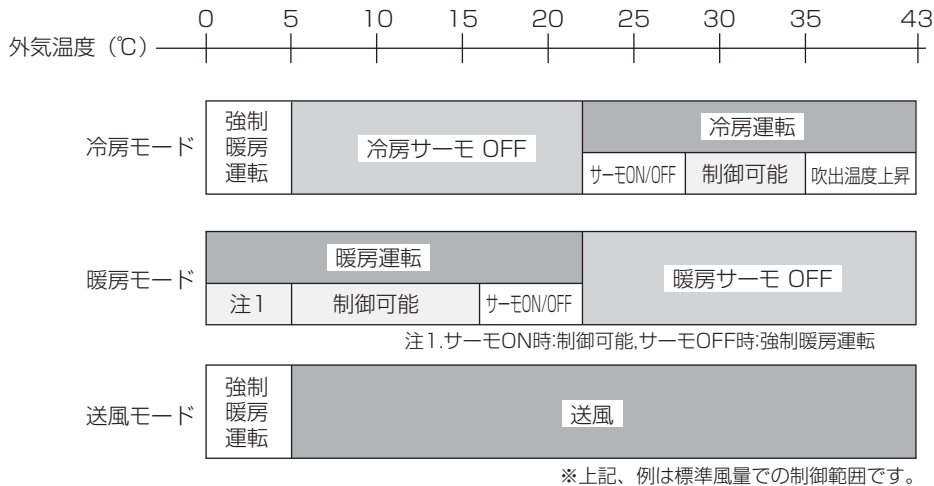 0 5 10 15 20 25 30 35 43
外気温度（℃）
冷房モード
強制
暖房
運転
冷房サーモ OFF
冷房運転
サーモON/OFF 制御可能 吹出温度上昇
暖房モード
暖房運転
暖房サーモ OFF
注1 制御可能 サーモON/OFF
注1.サーモON時:制御可能,サーモOFF時:強制暖房運転
送風モード
強制
暖房
運転
送風
※上記、例は標準風量での制御範囲です。